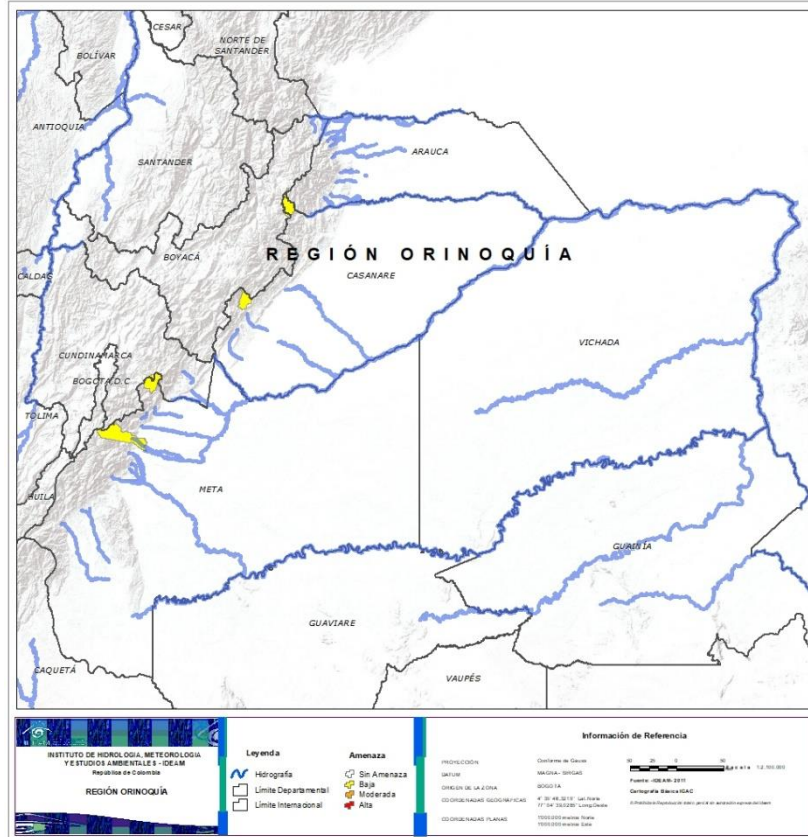 CESAR
NORTE DE
SANTANDER
BOLÍVAR
ANTIOQUIA
ARAUCA
SANTANDER
BOYACÁ
REGIÓN ORINOQUÍA
CASANARE
CALDAS
VICHADA
CUNDINAMARCA
BOGOTÁ D.C
TOLIMA
META
HUILA
GUAINÍA
GUAVIARE
CAQUETÁ
VAUPÉS
INSTITUTO DE HIDROLOGIA, METEOROLOGIA
Y ESTUDIOS AMBIENTALES - IDEAM
República de Colombia
REGIÓN ORINOQUÍA
Leyenda
Hidrografía
Límite Departamental
Límite Internacional
Amenaza
Sin Amenaza
Baja
Moderada
Alta
Información de Referencia
PROYECCIÓN
Conforme de Gauss
DATUM
MAGNA - SIRGAS
ORIGEN DE LA ZONA
BOGOTÁ
COORDENADAS GEOGRÁFICAS
COORDENADAS PLANAS
Fuente: -IDEAM- 2011
Cartografía Básica IGAC